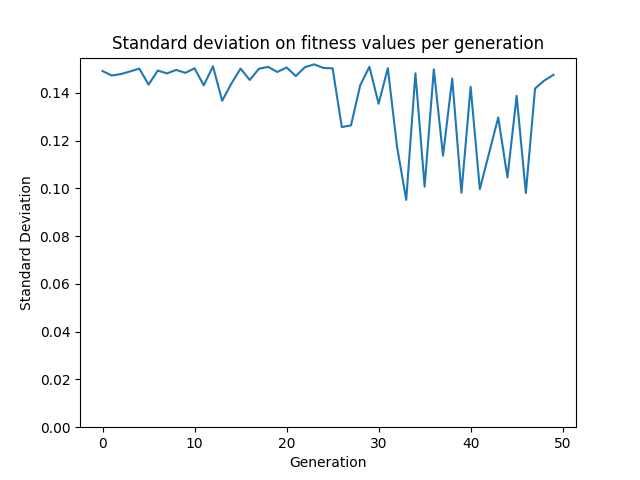 Standard deviation on fitness values per generation
Standard Deviation
0.14
0.12
0.10
0.08
0.06
0.04
0.02
0.00
0 10 20 30 40 50
Generation